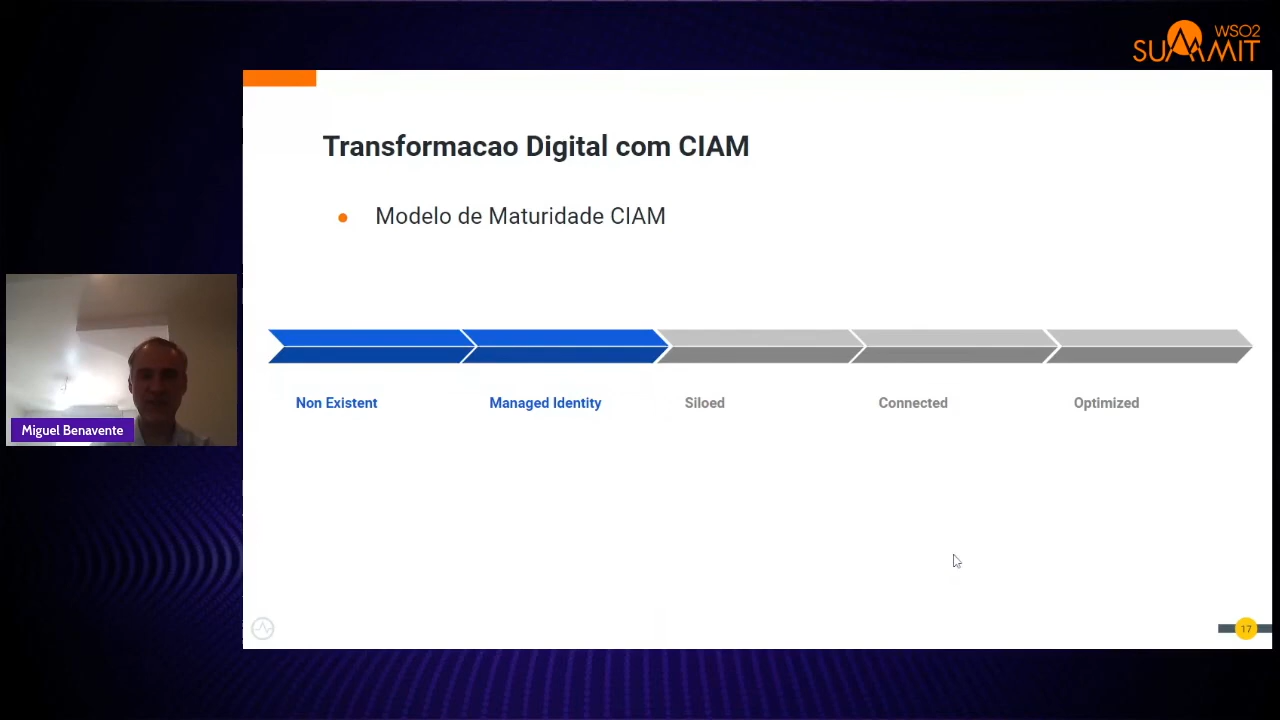 WSO2
SUMMIT
Transformacao Digital com CIAM
Modelo de Maturidade CIAM
Non Existent
Managed Identity
Siloed
Connected
Optimized
Miguel Benavente
17